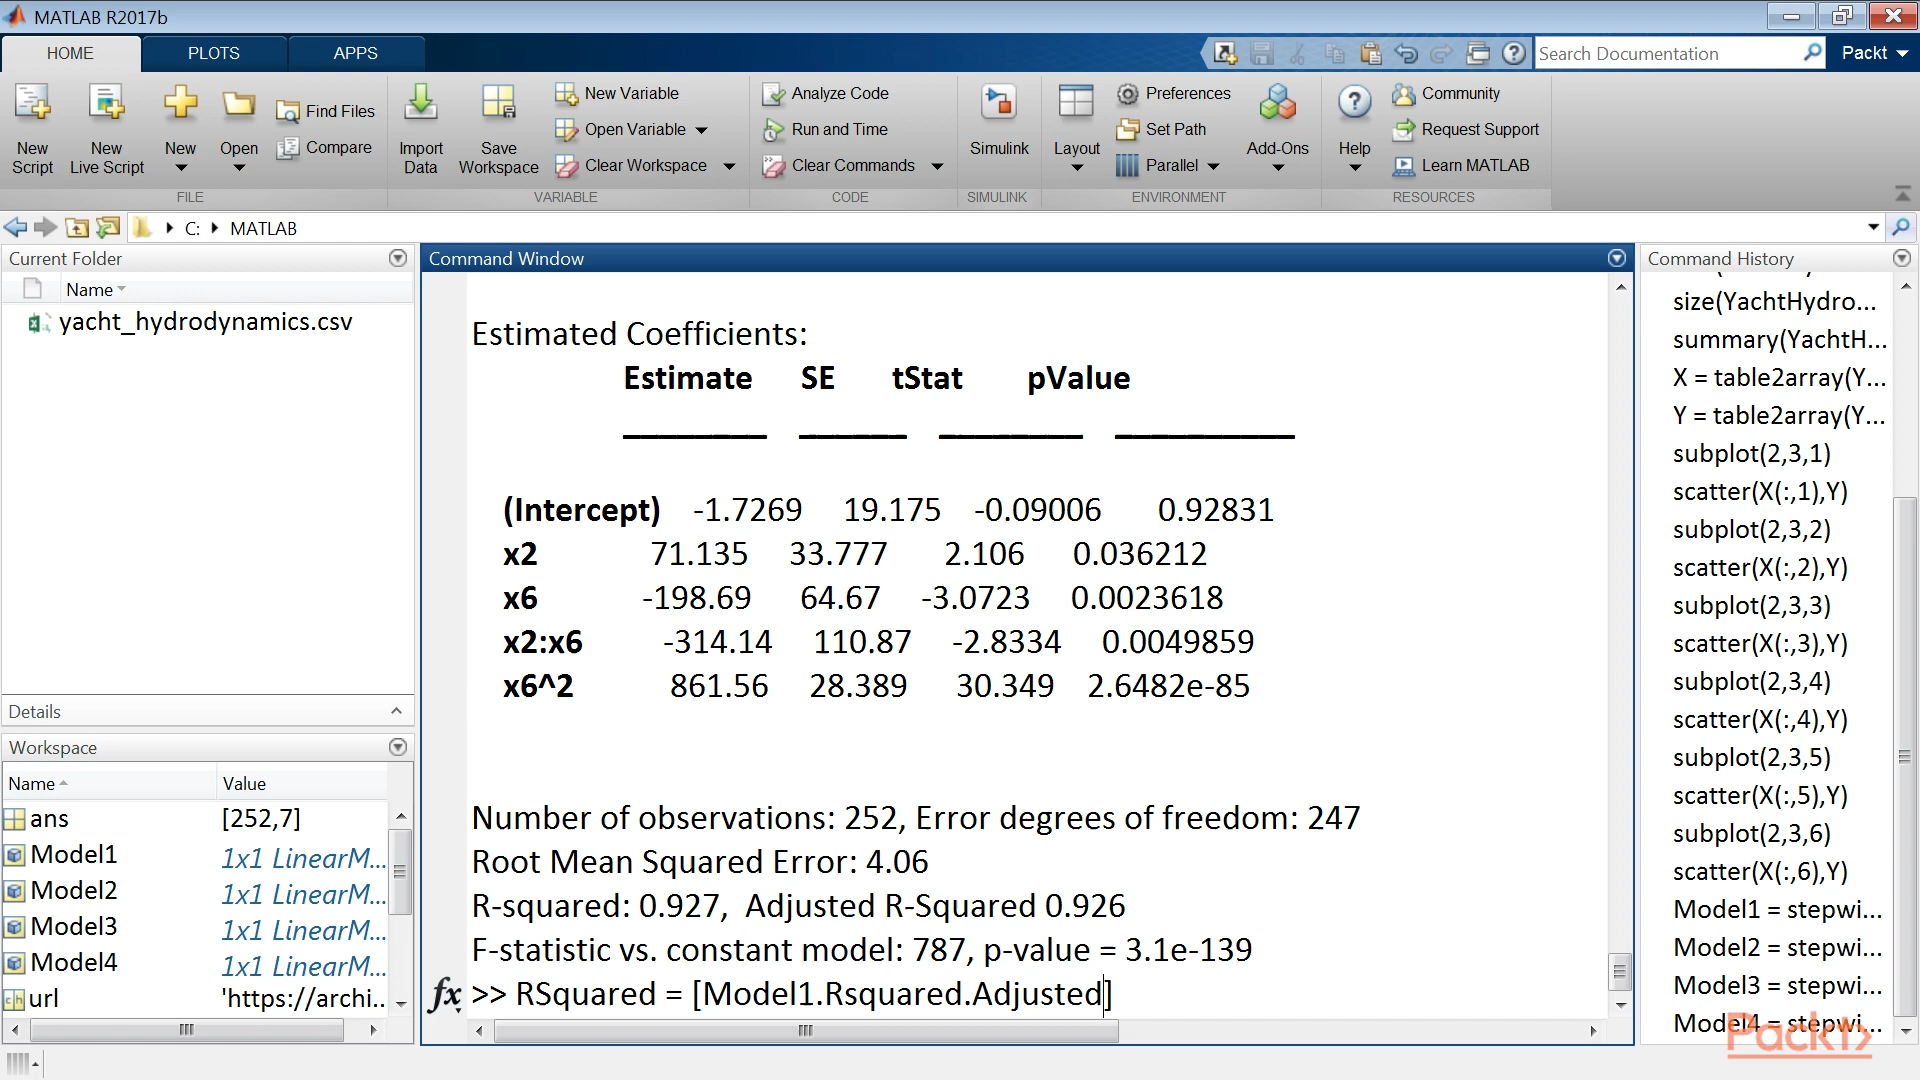 MATLAB R2017b
HOME PLOTS APPS
Search Documentation
Packt
New Script
New Live Script
New
Open
Find Files
Compare
Import Data
Save Workspace
New Variable
Open Variable
Clear Workspace
Analyze Code
Run and Time
Clear Commands
Simulink
Layout
Preferences
Set Path
Parallel
Add-Ons
Help
Community
Request Support
Learn MATLAB
FILE VARIABLE CODE SIMULINK ENVIRONMENT RESOURCES
C: MATLAB
Current Folder
Name
yacht_hydrodynamics.csv
Details
Workspace
Name Value
ans [252,7]
Model1 1x1 LinearM...
Model2 1x1 LinearM...
Model3 1x1 LinearM...
Model4 1x1 LinearM...
url 'https://archi...
Command Window
Estimated Coefficients:
Estimate SE tStat pValue
________ ______ ________ __________
(Intercept) -1.7269 19.175 -0.09006 0.92831
x2 71.135 33.777 2.106 0.036212
x6 -198.69 64.67 -3.0723 0.0023618
x2:x6 -314.14 110.87 -2.8334 0.0049859
x6^2 861.56 28.389 30.349 2.6482e-85
Number of observations: 252, Error degrees of freedom: 247
Root Mean Squared Error: 4.06
R-squared: 0.927, Adjusted R-Squared 0.926
F-statistic vs. constant model: 787, p-value = 3.1e-139
fx >> RSquared = [Model1.Rsquared.Adjusted]
Command History
size(YachtHydro...
summary(YachtH...
X = table2array(Y...
Y = table2array(Y...
subplot(2,3,1)
scatter(X(:,1),Y)
subplot(2,3,2)
scatter(X(:,2),Y)
subplot(2,3,3)
scatter(X(:,3),Y)
subplot(2,3,4)
scatter(X(:,4),Y)
subplot(2,3,5)
scatter(X(:,5),Y)
subplot(2,3,6)
scatter(X(:,6),Y)
Model1 = stepwi...
Model2 = stepwi...
Model3 = stepwi...
Model4 = stepwi...
Packt>